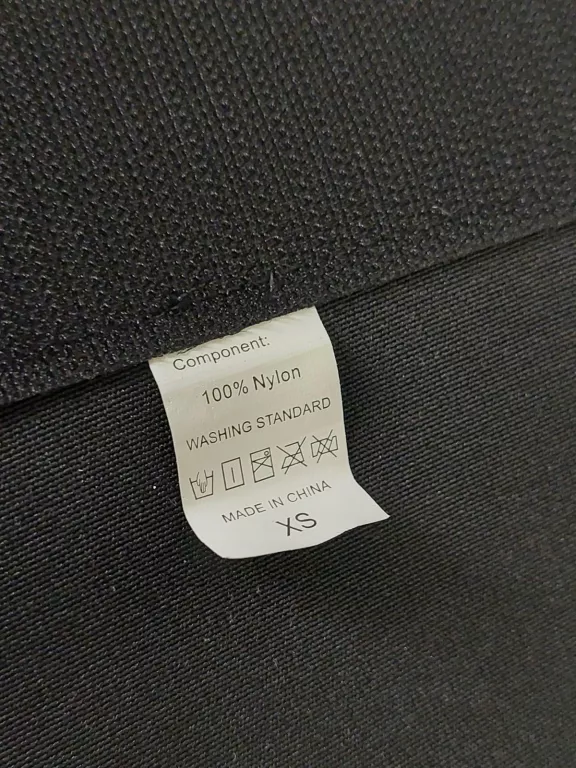 Component:
100% Nylon
WASHING STANDARD
MADE IN CHINA
XS